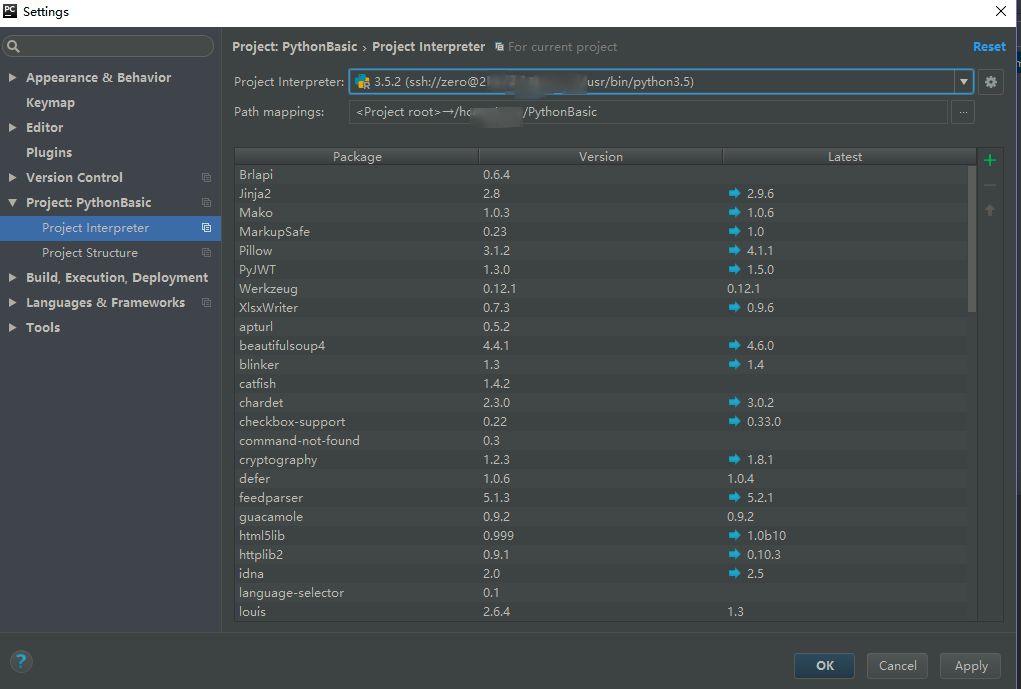 PC Settings
Project: PythonBasic › Project Interpreter For current project Reset
Appearance & Behavior
Keymap
Editor
Plugins
Version Control
Project: PythonBasic
Project Interpreter
Project Structure
Build, Execution, Deployment
Languages & Frameworks
Tools
Project Interpreter: 3.5.2 (ssh://zero@2 usr/bin/python3.5)
Path mappings: <Project root>→/ho /PythonBasic ...
Package Version Latest
Brlapi 0.6.4
Jinja2 2.8 2.9.6
Mako 1.0.3 1.0.6
MarkupSafe 0.23 1.0
Pillow 3.1.2 4.1.1
PyJWT 1.3.0 1.5.0
Werkzeug 0.12.1 0.12.1
XlsxWriter 0.7.3 0.9.6
apturl 0.5.2
beautifulsoup4 4.4.1 4.6.0
blinker 1.3 1.4
catfish 1.4.2
chardet 2.3.0 3.0.2
checkbox-support 0.22 0.33.0
command-not-found 0.3
cryptography 1.2.3 1.8.1
defer 1.0.6 1.0.4
feedparser 5.1.3 5.2.1
guacamole 0.9.2 0.9.2
html5lib 0.999 1.0b10
httplib2 0.9.1 0.10.3
idna 2.0 2.5
language-selector 0.1
louis 2.6.4 1.3
? OK Cancel Apply